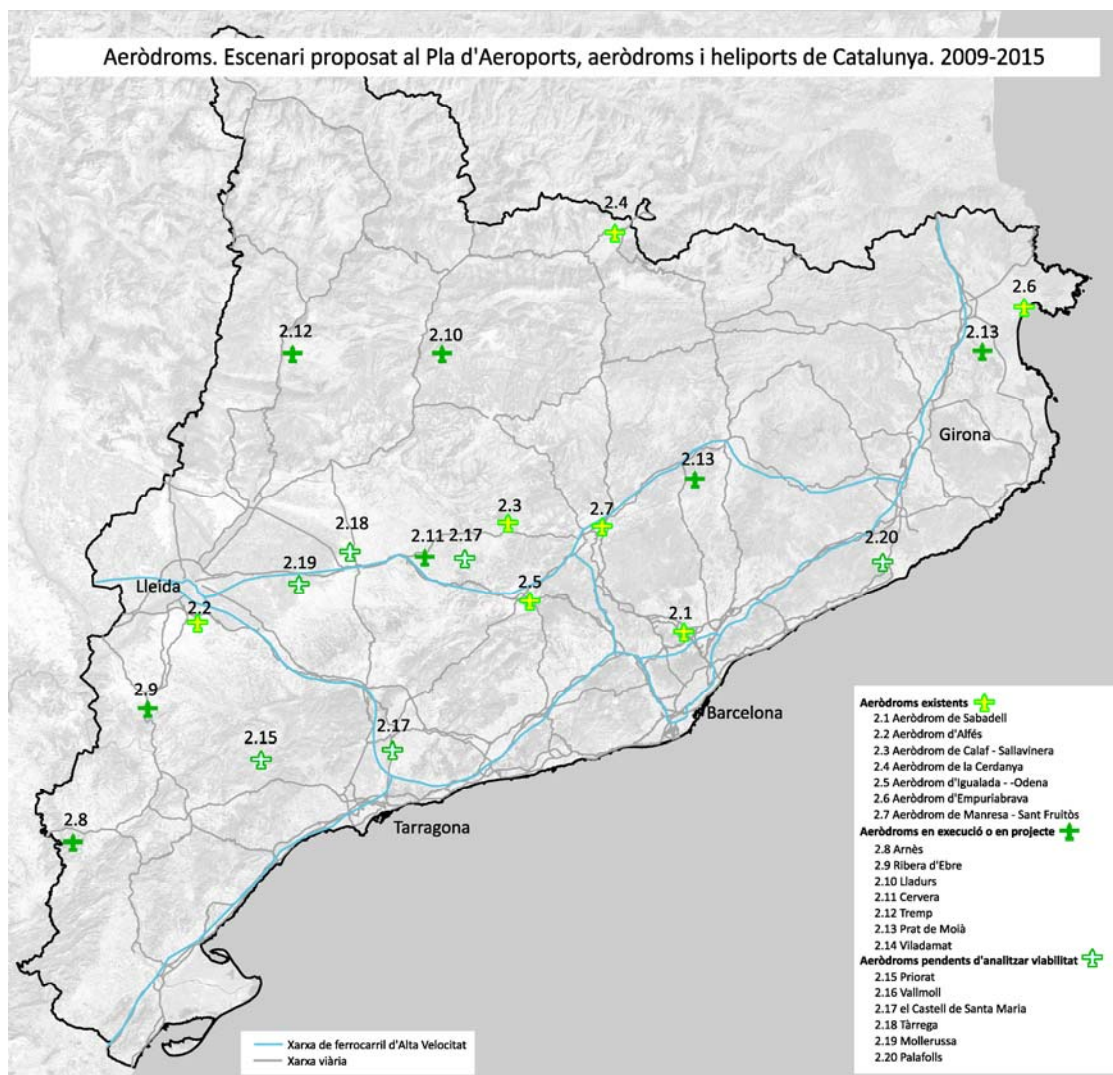 Aeròdroms. Escenari proposat al Pla d'Aeroports, aeròdroms i heliports de Catalunya. 2009-2015
2.4
2.6
2.12
2.10
2.13
Girona
2.13
2.3
2.7
2.18
2.11
2.17
2.20
2.19
Lleida
2.5
2.2
2.1
2.9
Barcelona
2.17
2.15
Tarragona
2.8
Aeròdroms existents
2.1 Aeròdrom de Sabadell
2.2 Aeròdrom d'Alfés
2.3 Aeròdrom de Calaf - Sallavinera
2.4 Aeròdrom de la Cerdanya
2.5 Aeròdrom d'Igualada - -Odena
2.6 Aeròdrom d'Empuriabrava
2.7 Aeròdrom de Manresa - Sant Fruitòs
Aeròdroms en execució o en projecte
2.8 Arnès
2.9 Ribera d'Ebre
2.10 Lladurs
2.11 Cervera
2.12 Tremp
2.13 Prat de Moià
2.14 Viladamat
Aeròdroms pendents d'analitzar viabilitat
2.15 Priorat
2.16 Vallmoll
2.17 el Castell de Santa Maria
2.18 Tàrrega
2.19 Mollerussa
2.20 Palafolls
Xarxa de ferrocarril d'Alta Velocitat
Xarxa viària